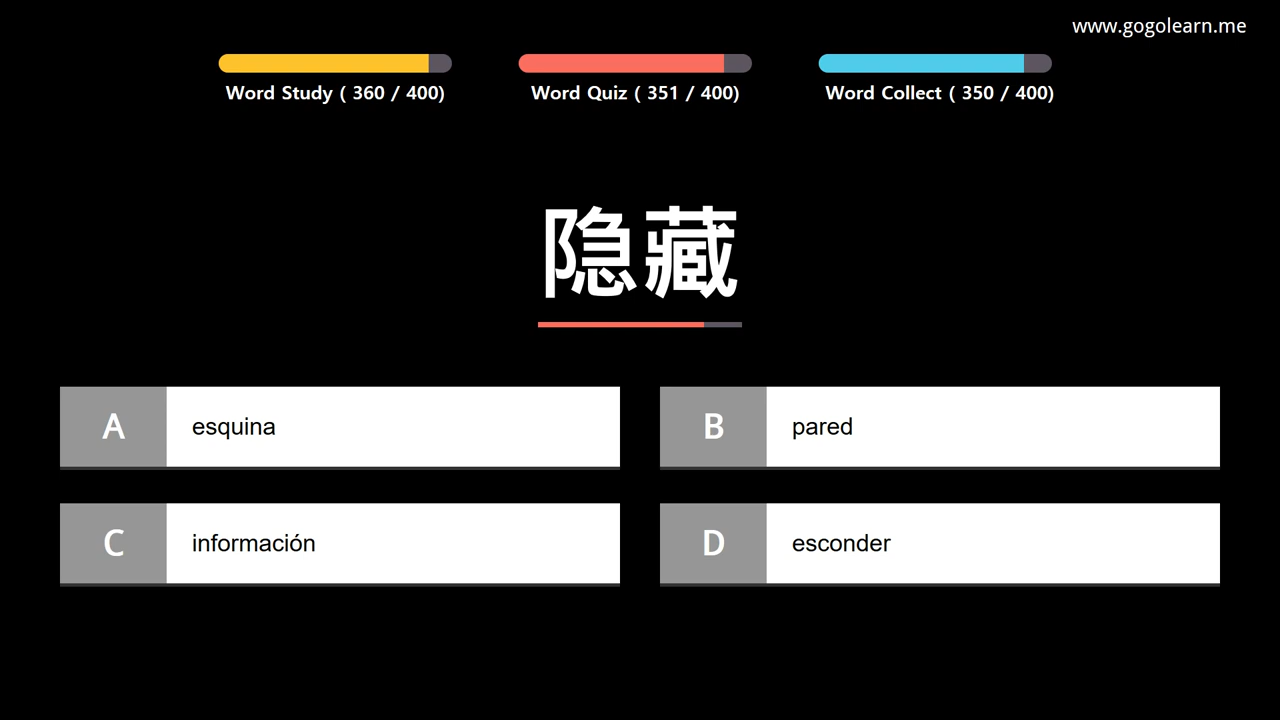 www.gogolearn.me
Word Study ( 360 / 400)
Word Quiz ( 351 / 400)
Word Collect ( 350 / 400)
隐藏
A esquina
B pared
C información
D esconder